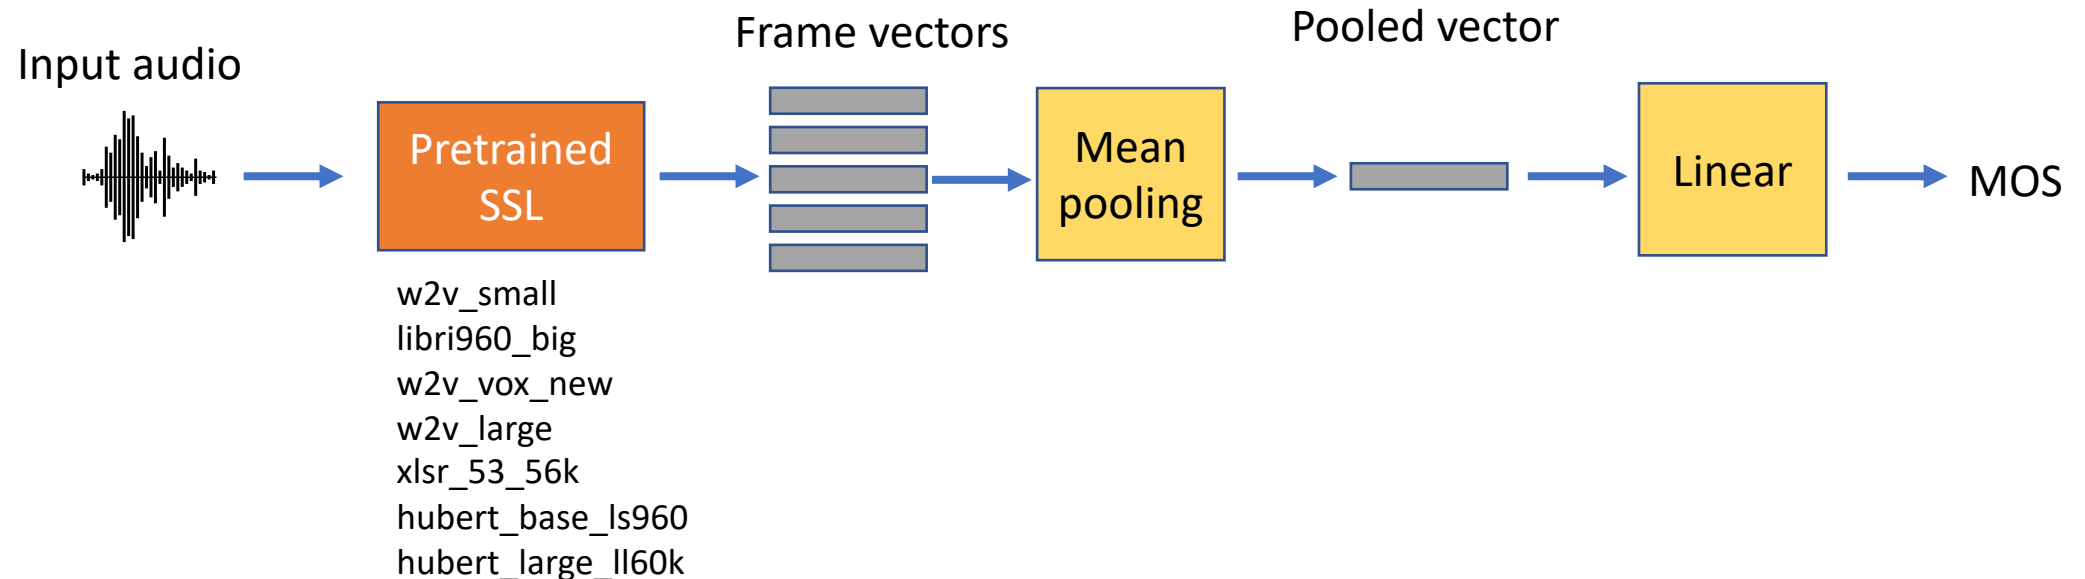 Input audio
Pretrained
SSL
w2v_small
libri960_big
w2v_vox_new
w2v_large
xlsr_53_56k
hubert_base_ls960
hubert_large_ll60k
Frame vectors
Mean
pooling
Pooled vector
Linear
MOS